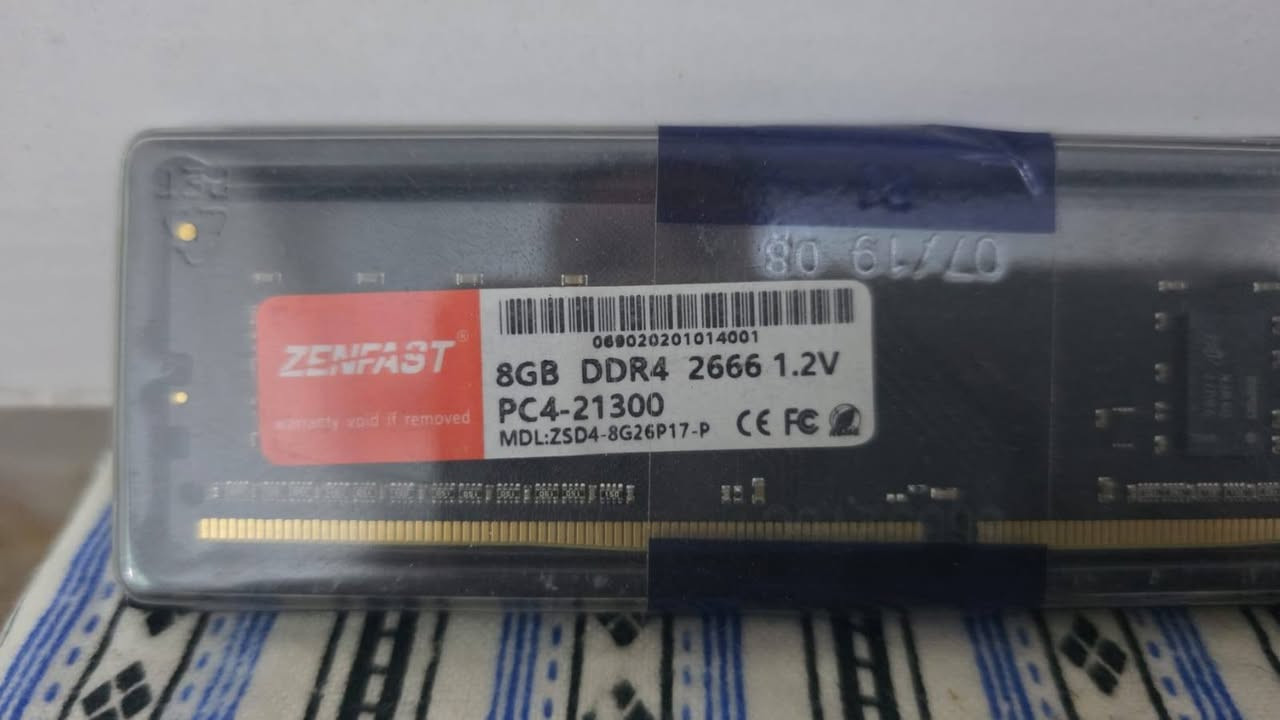 07/19 08
ZENFAST®
warranty void if removed
069020201014001
8GB DDR4 2666 1.2V
PC4-21300
MDL:ZSD4-8G26P17-P
CE FC